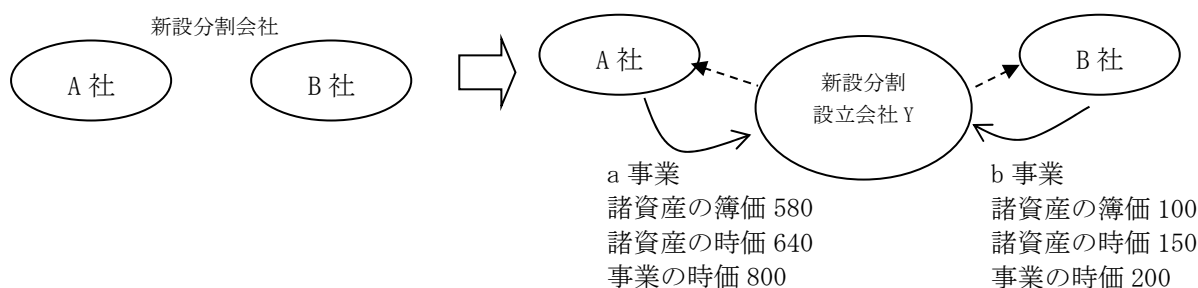 新設分割会社
A 社
B 社
A 社
新設分割
設立会社 Y
B 社
a 事業
諸資産の簿価 580
諸資産の時価 640
事業の時価 800
b 事業
諸資産の簿価 100
諸資産の時価 150
事業の時価 200